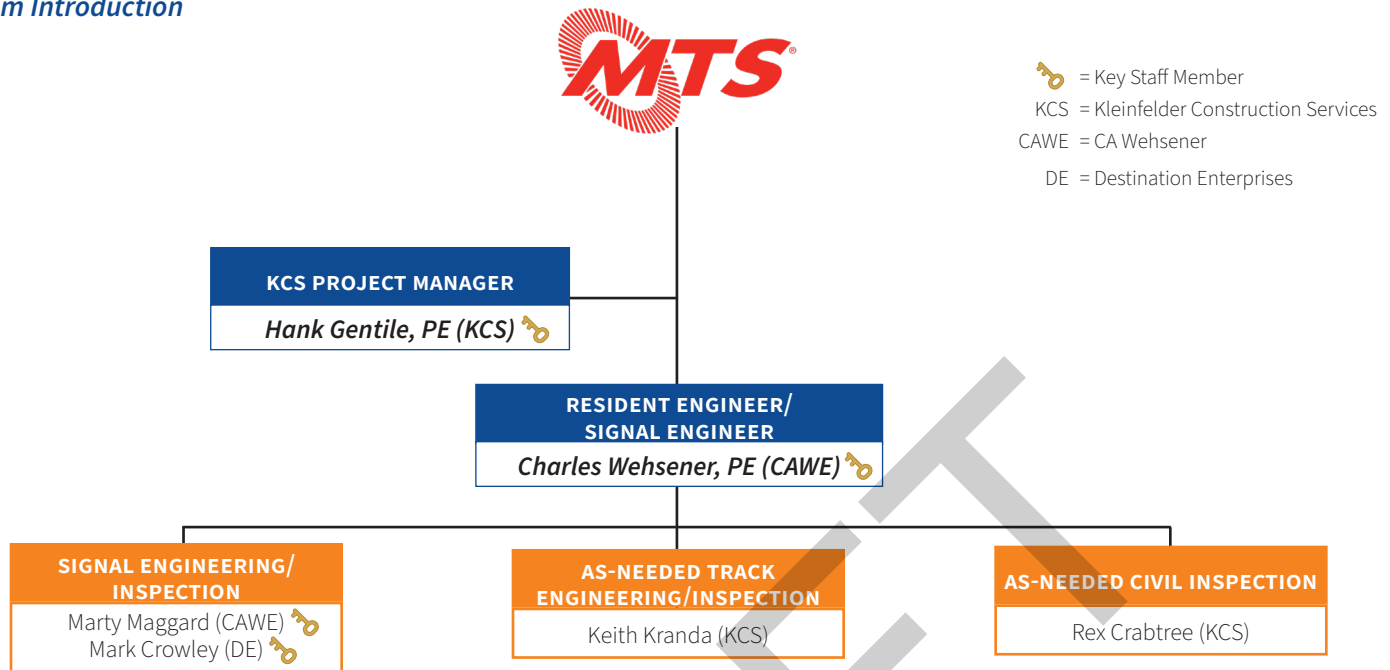 m Introduction
MTS®
= Key Staff Member
KCS = Kleinfelder Construction Services
CAWE = CA Wehsener
DE = Destination Enterprises
KCS PROJECT MANAGER
Hank Gentile, PE (KCS)
RESIDENT ENGINEER/
SIGNAL ENGINEER
Charles Wehsener, PE (CAWE)
SIGNAL ENGINEERING/
INSPECTION
Marty Maggard (CAWE)
Mark Crowley (DE)
AS-NEEDED TRACK
ENGINEERING/INSPECTION
Keith Kranda (KCS)
AS-NEEDED CIVIL INSPECTION
Rex Crabtree (KCS)